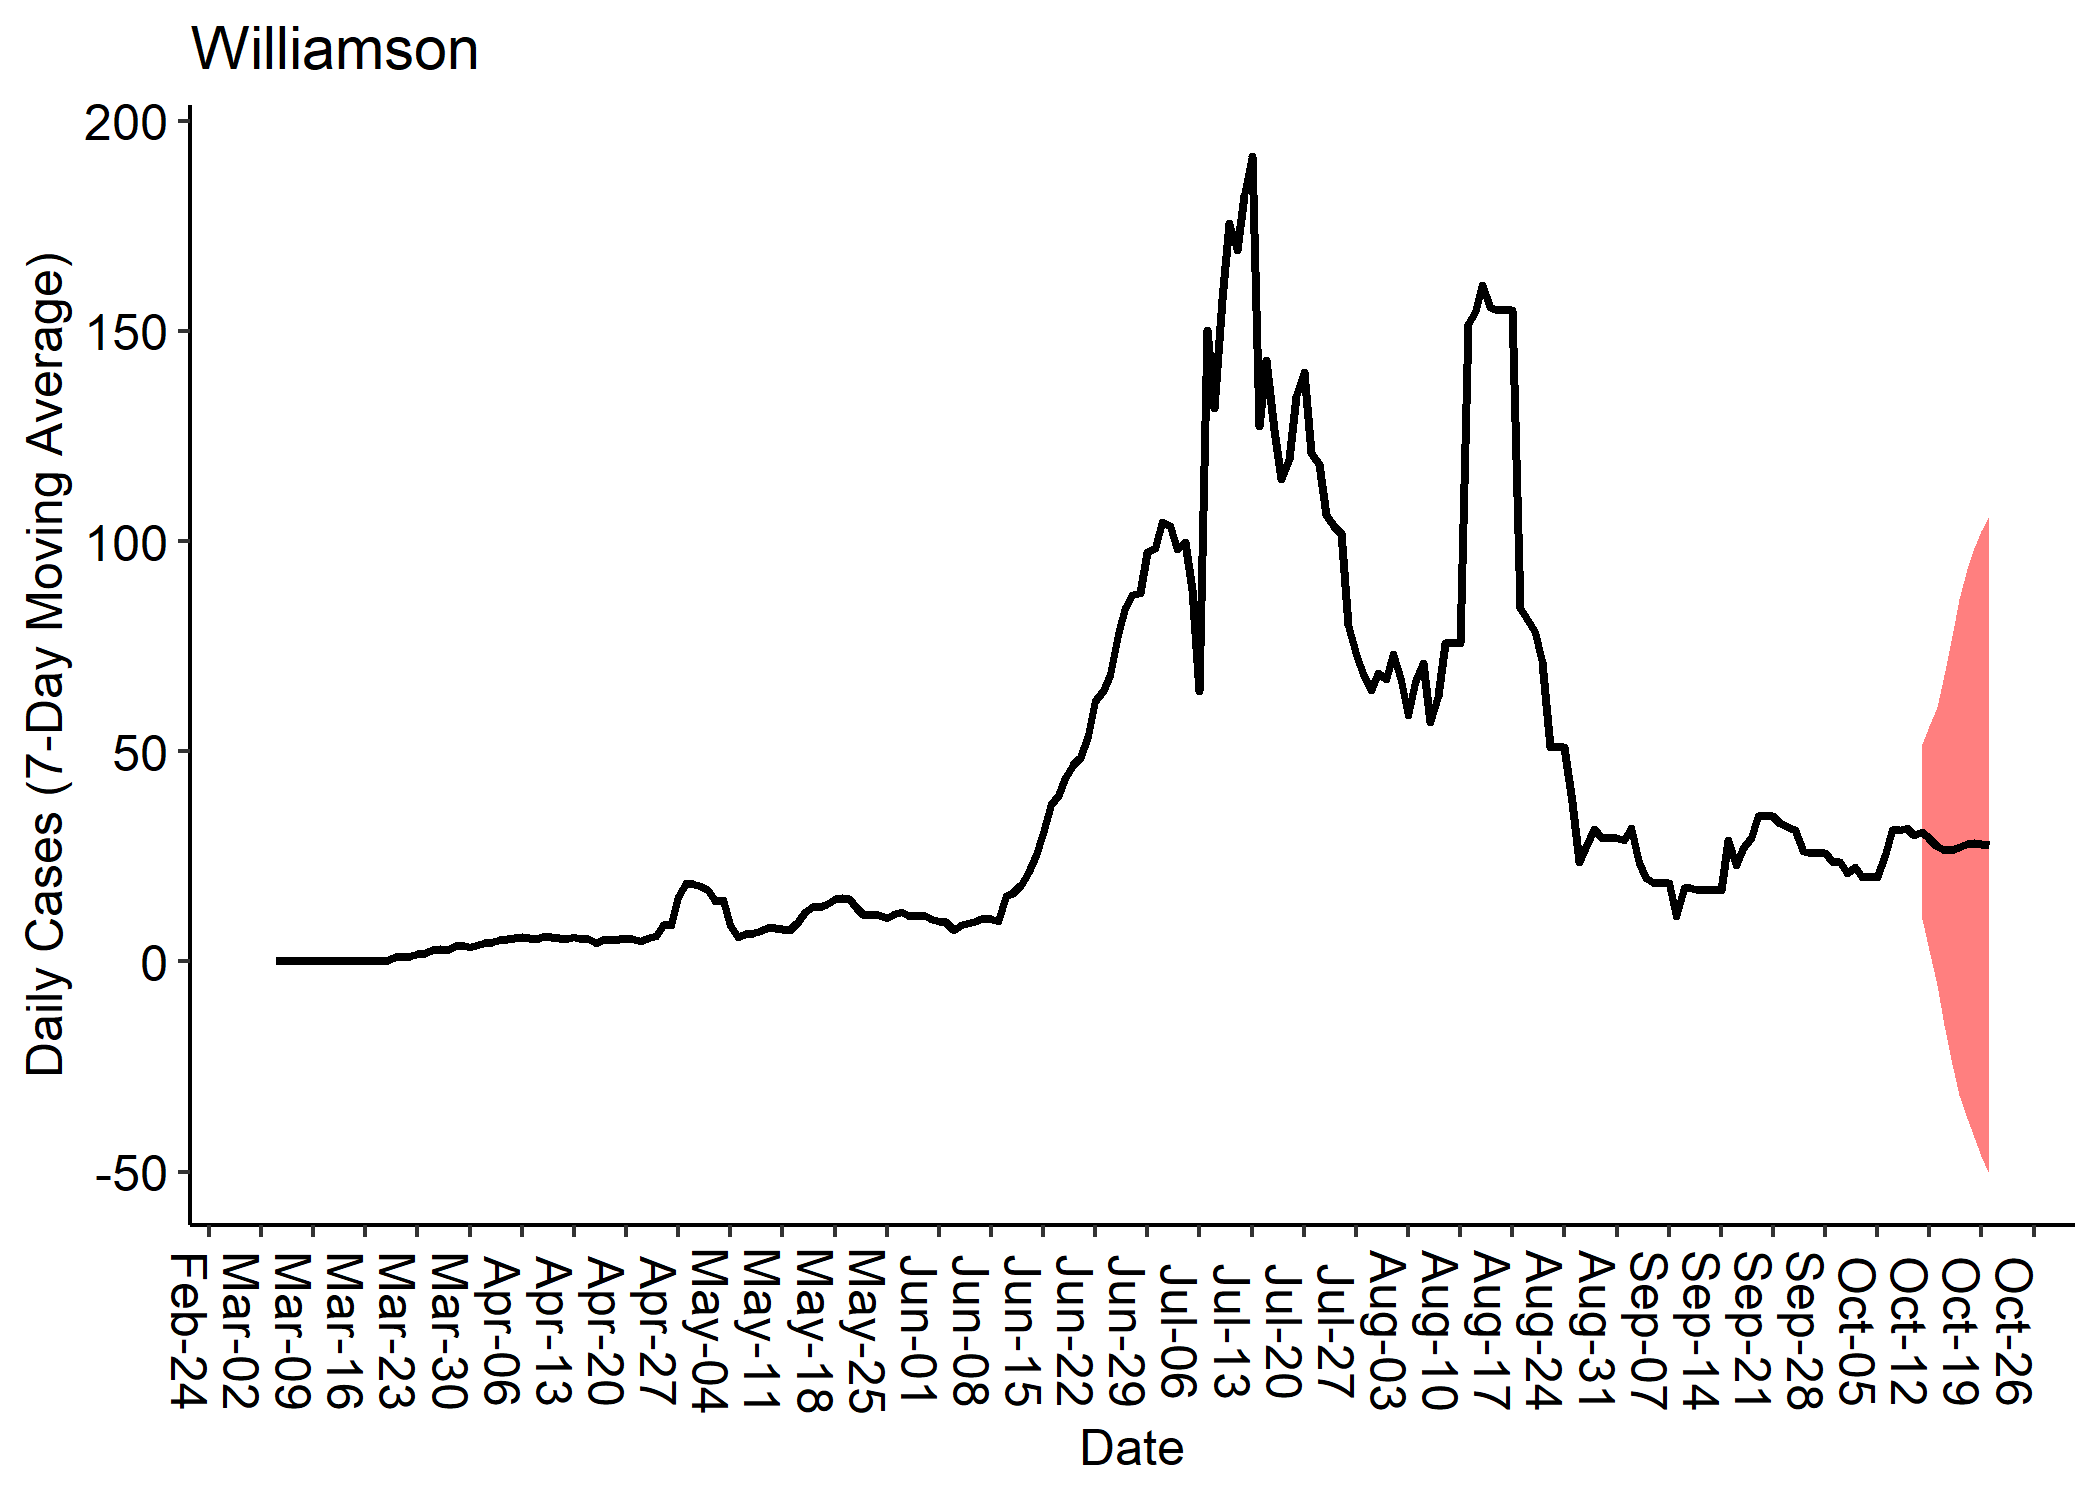 Williamson
Daily Cases (7-Day Moving Average)
200
150
100
50
0
-50
Feb-24
Mar-02
Mar-09
Mar-16
Mar-23
Mar-30
Apr-06
Apr-13
Apr-20
Apr-27
May-04
May-11
May-18
May-25
Jun-01
Jun-08
Jun-15
Jun-22
Jun-29
Jul-06
Jul-13
Jul-20
Jul-27
Aug-03
Aug-10
Aug-17
Aug-24
Aug-31
Sep-07
Sep-14
Sep-21
Sep-28
Oct-05
Oct-12
Oct-19
Oct-26
Date